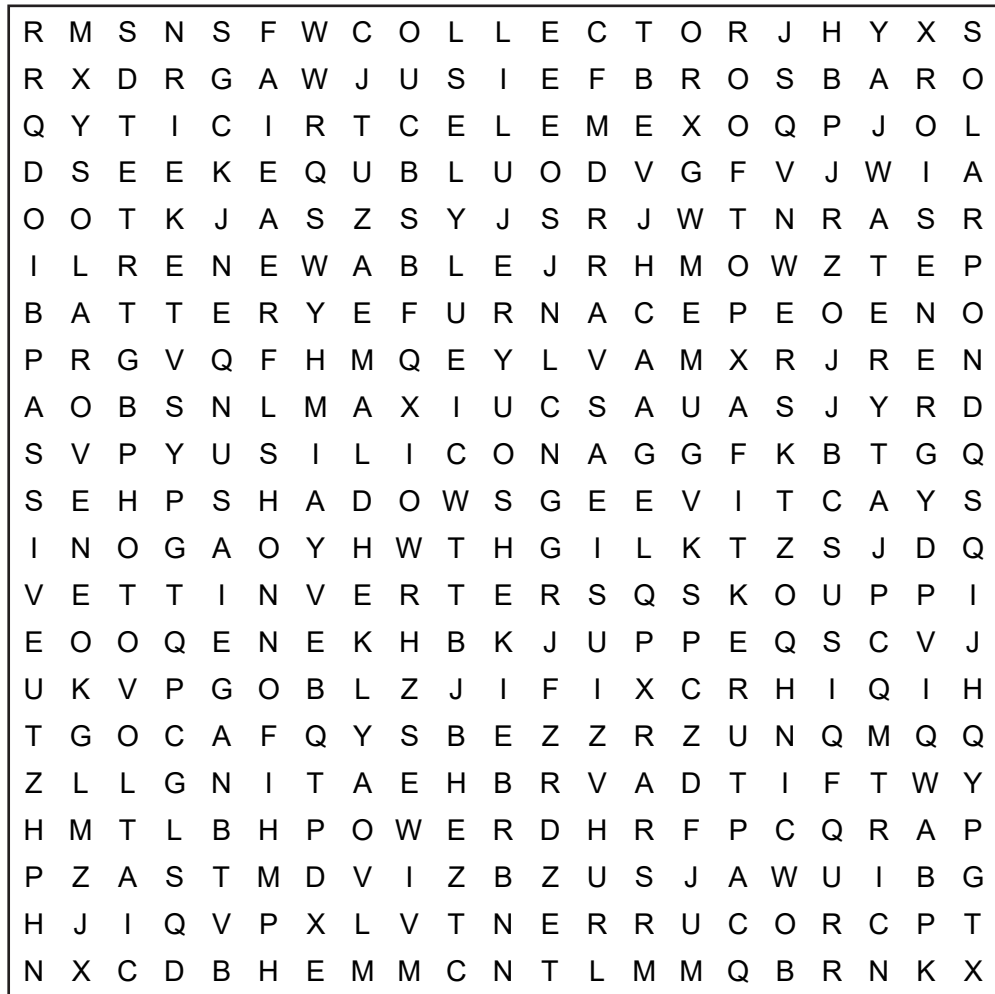 R M S N S F W C O L L E C T O R J H Y X S
R X D R G A W J U S I E F B R O S B A R O
Q Y T I C I R T C E L E M E X O Q P J O L
D S E E K E Q U B L U O D V G F V J W I A
O O T K J A S Z S Y J S R J W T N R A S R
I L R E N E W A B L E J R H M O W Z T E P
B A T T E R Y E F U R N A C E P E O E N O
P R G V Q F H M Q E Y L V A M X R J R E N
A O B S N L M A X I U C S A U A S J Y R D
S V P Y U S I L I C O N A G G F K B T G Q
S E H P S H A D O W S G E E V I T C A Y S
I N O G A O Y H W T H G I L K T Z S J D Q
V E T T I N V E R T E R S Q S K O U P P I
E O O Q E N E K H B K J U P P E Q S C V J
U K V P G O B L Z J I F I X C R H I Q I H
T G O C A F Q Y S B E Z Z R Z U N Q M Q Q
Z L L G N I T A E H B R V A D T I F T W Y
H M T L B H P O W E R D H R F P C Q R A P
P Z A S T M D V I Z B Z U S J A W U I B G
H J I Q V P X L V T N E R R U C O R C P T
N X C D B H E M M C N T L M M Q B R N K X